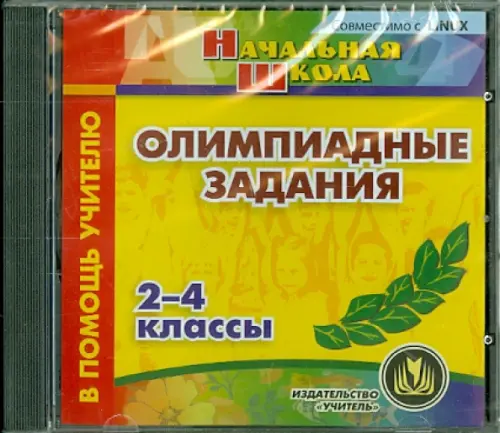 Совместимо с LINUX
НАЧАЛЬНАЯ
ШКОЛА
В ПОМОЩЬ УЧИТЕЛЮ
ОЛИМПИАДНЫЕ
ЗАДАНИЯ
2–4
КЛАССЫ
ИЗДАТЕЛЬСТВО
«УЧИТЕЛЬ»